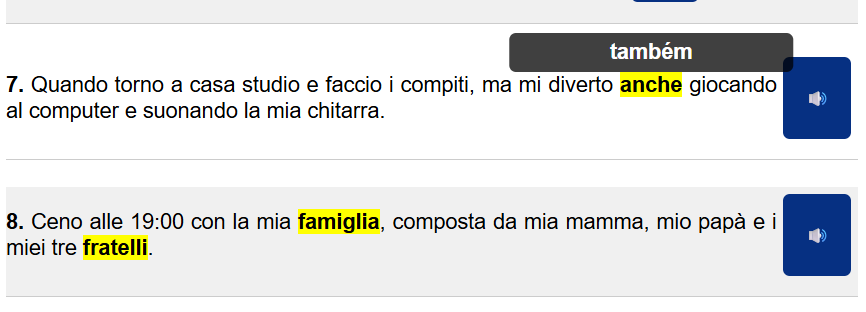 também
7. Quando torno a casa studio e faccio i compiti, ma mi diverto anche giocando
al computer e suonando la mia chitarra.
8. Ceno alle 19:00 con la mia famiglia, composta da mia mamma, mio papà e i
miei tre fratelli.